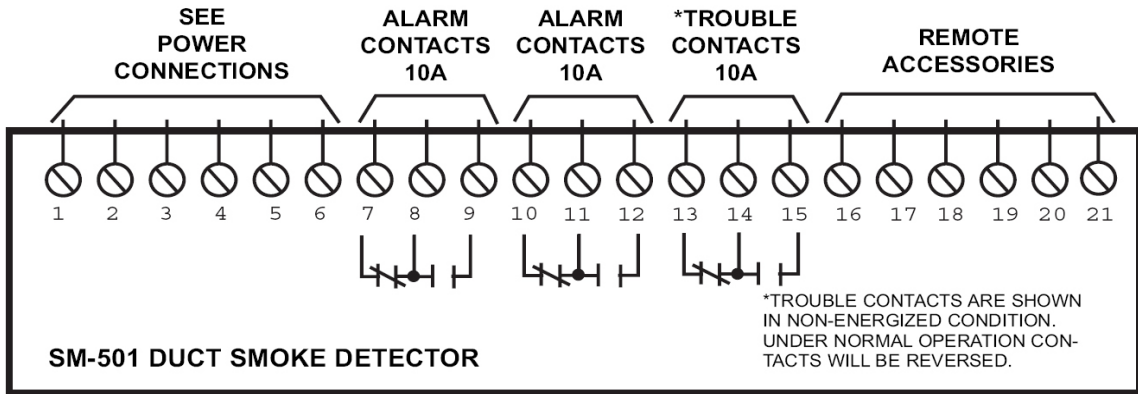 SEE
POWER
CONNECTIONS
ALARM
CONTACTS
10A
ALARM
CONTACTS
10A
*TROUBLE
CONTACTS
10A
REMOTE
ACCESSORIES
1 2 3 4 5 6 7 8 9 10 11 12 13 14 15 16 17 18 19 20 21
*TROUBLE CONTACTS ARE SHOWN
IN NON-ENERGIZED CONDITION.
UNDER NORMAL OPERATION CON-
TACTS WILL BE REVERSED.
SM-501 DUCT SMOKE DETECTOR